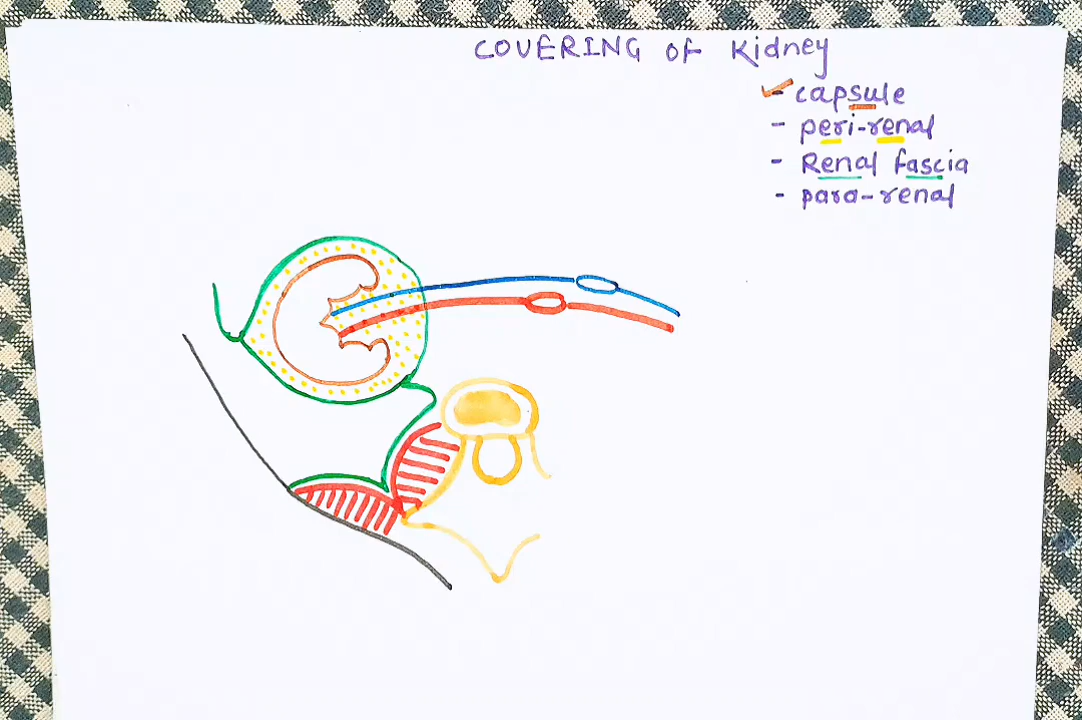 COVERING OF Kidney
- capsule
- peri-renal
- Renal fascia
- para-renal